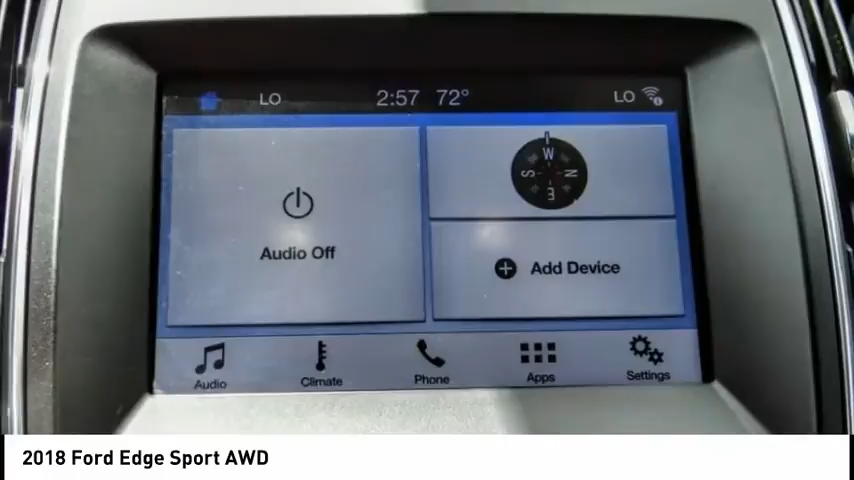 LO 2:57 72° LO
Audio Off
W
S N
E
Add Device
Audio Climate Phone Apps Settings
2018 Ford Edge Sport AWD